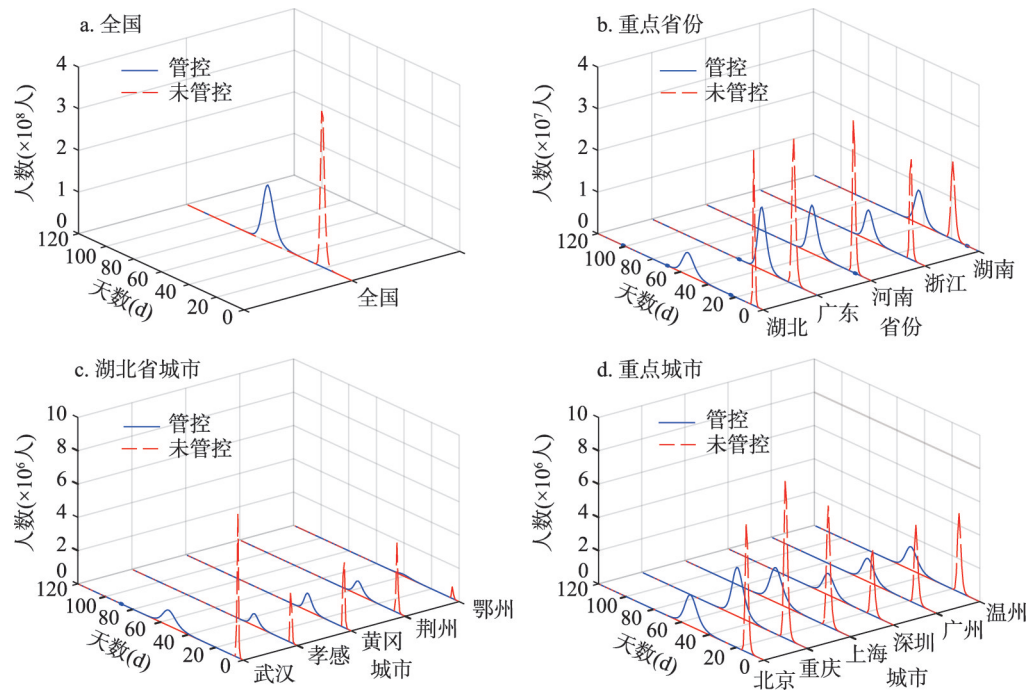 a. 全国
管控
未管控
人数(×10⁸人)
4
3
2
1
0
120
100
80
60
40
20
0
天数(d)
全国
b. 重点省份
管控
未管控
人数(×10⁷人)
4
3
2
1
0
120
100
80
60
40
20
0
天数(d)
湖北
广东
河南
浙江
湖南
省份
c. 湖北省城市
管控
未管控
人数(×10⁶人)
10
8
6
4
2
0
120
100
80
60
40
20
0
天数(d)
武汉
孝感
黄冈
荆州
鄂州
城市
d. 重点城市
管控
未管控
人数(×10⁶人)
10
8
6
4
2
0
120
100
80
60
40
20
0
天数(d)
北京
重庆
上海
深圳
广州
温州
城市